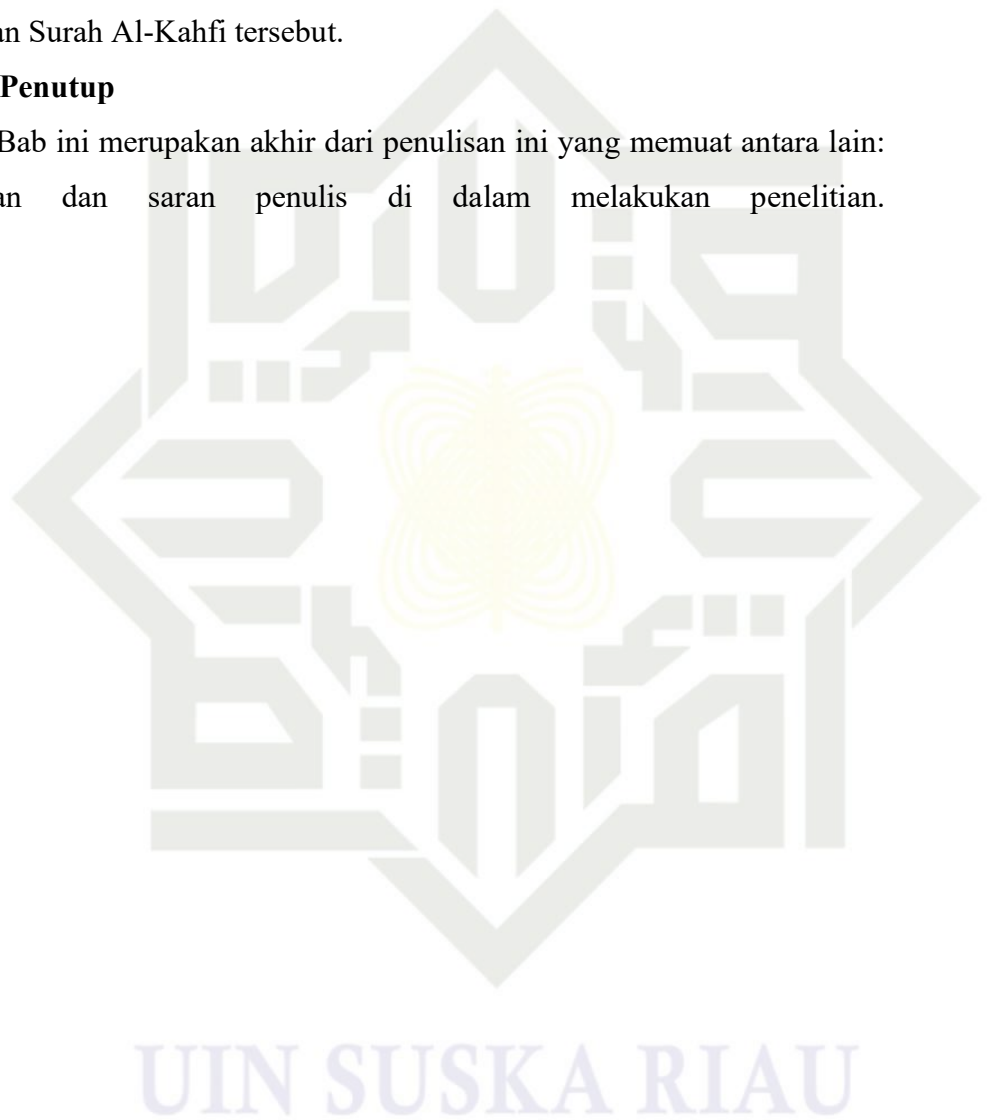 an Surah Al-Kahfi tersebut.
Penutup
Bab ini merupakan akhir dari penulisan ini yang memuat antara lain:
an dan saran penulis di dalam melakukan penelitian.
UIN SUSKA RIAU